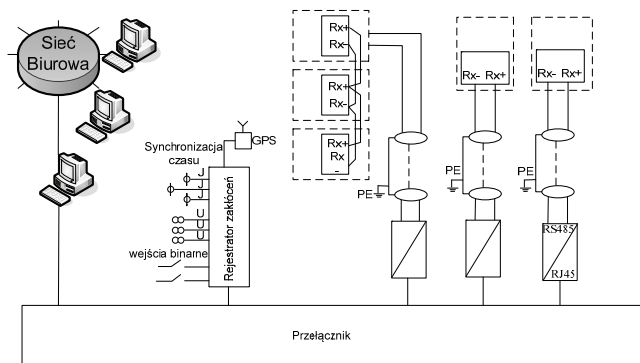 Sieć
Biurowa
Synchronizacja
czasu
GPS
J
J
J
U
U
U
wejścia binarne
Rejestrator zakłóceń
Rx+
Rx-
Rx+
Rx-
Rx+
Rx
-
PE
Rx- Rx+
PE
Rx- Rx+
PE
RS485
RJ45
Przełącznik